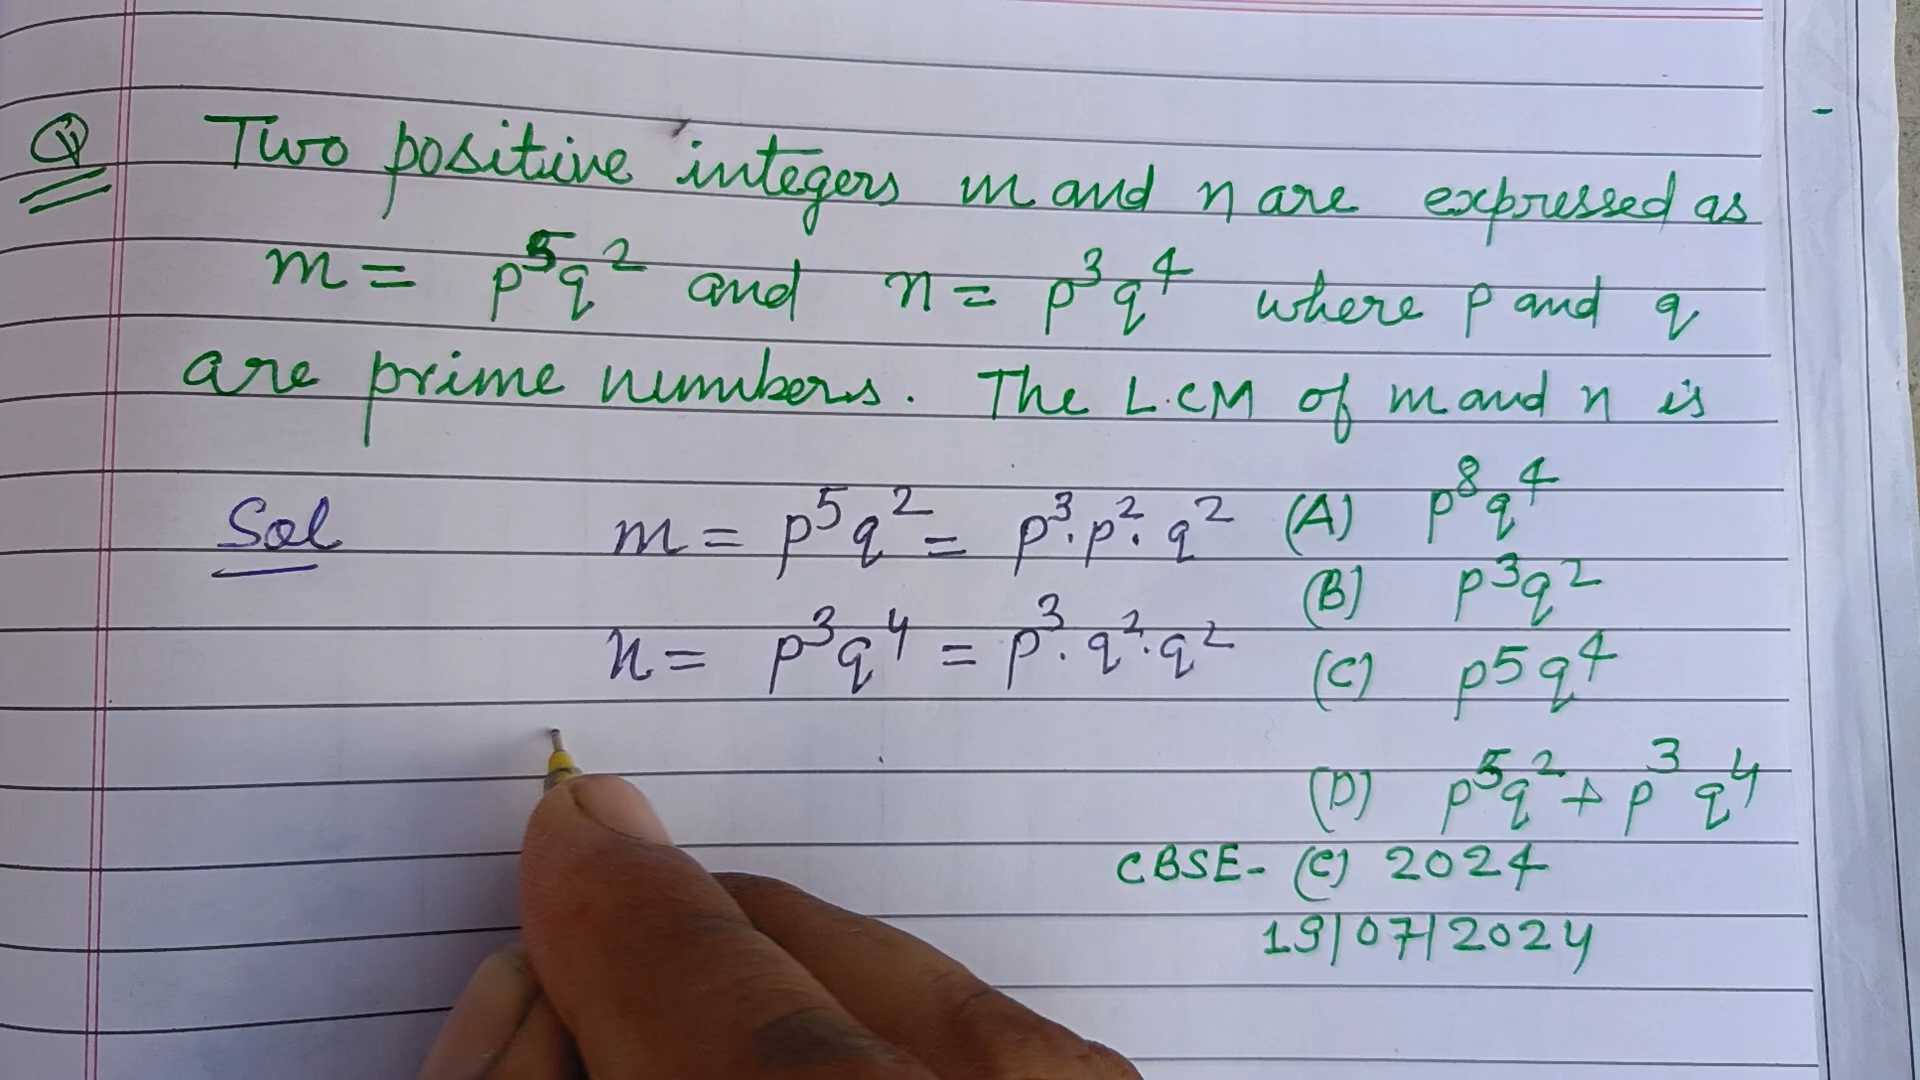 Q Two positive integers m and n are expressed as
m = p⁵q² and n = p³q⁴ where p and q
are prime numbers. The L.CM of m and n is
Sol m = p⁵q² = p³.p².q² (A) p⁸q⁴
(B) p³q²
n = p³q⁴ = p³.q².q² (C) p⁵q⁴
(D) p⁵q² + p³q⁴
CBSE- (C) 2024
19/07/2024